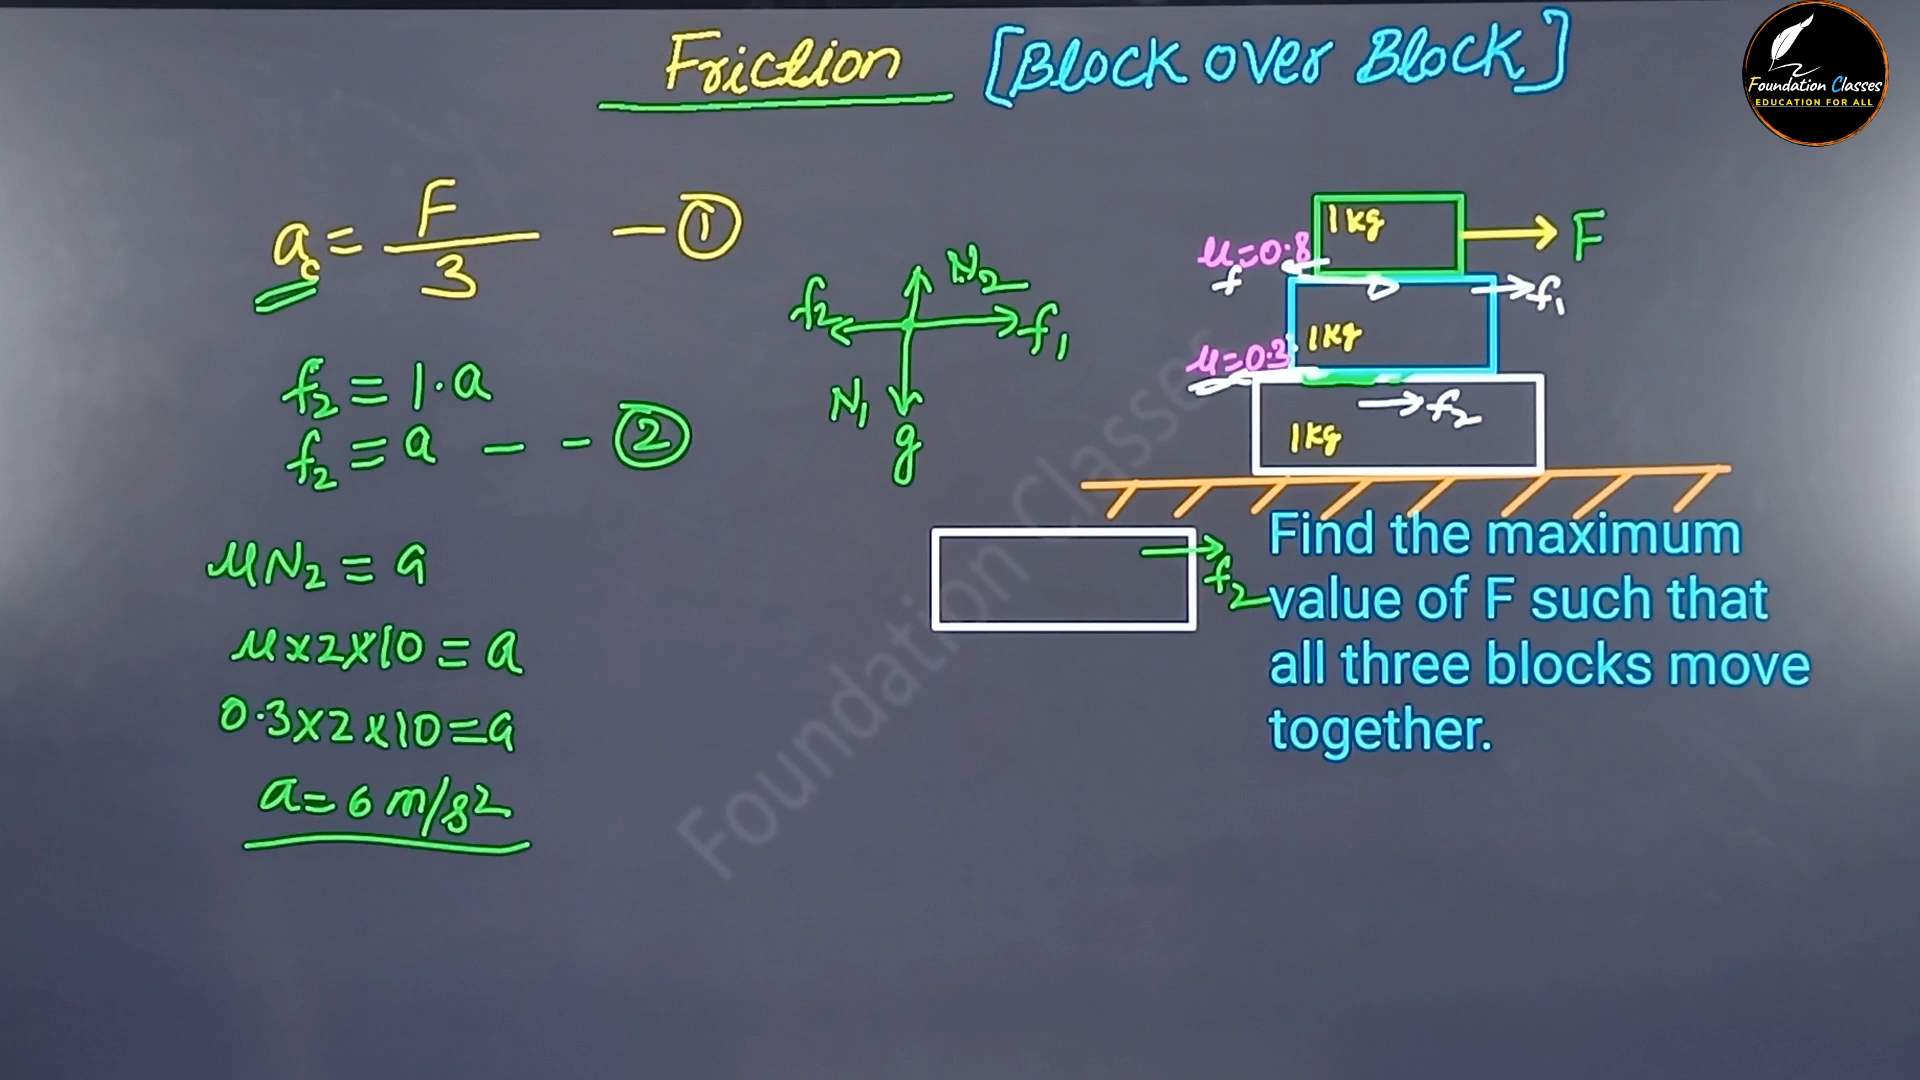 Friction [Block over Block]
Foundation Classes
EDUCATION FOR ALL
a꜀ = F/3 — ①
f₂ = 1·a
f₂ = a - - ②
μN₂ = a
μ×2×10 = a
0.3×2×10 = a
a = 6 m/s²
N₂
f₂
f₁
N₁
g
1kg
F
μ=0.8
f
f₁
1kg
μ=0.3
f₂
1kg
f₂
Find the maximum
value of F such that
all three blocks move
together.
Foundation Classes